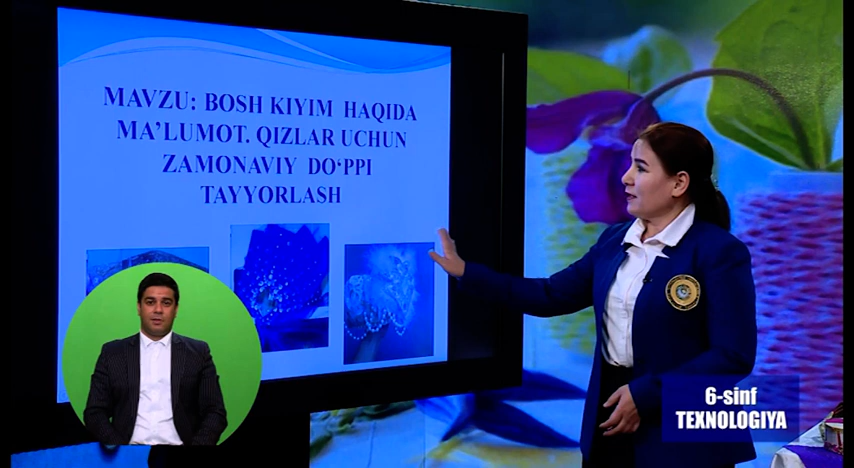 MAVZU: BOSH KIYIM HAQIDA
MA'LUMOT. QIZLAR UCHUN
ZAMONAVIY DO‘PPI
TAYYORLASH
6-sinf
TEXNOLOGIYA